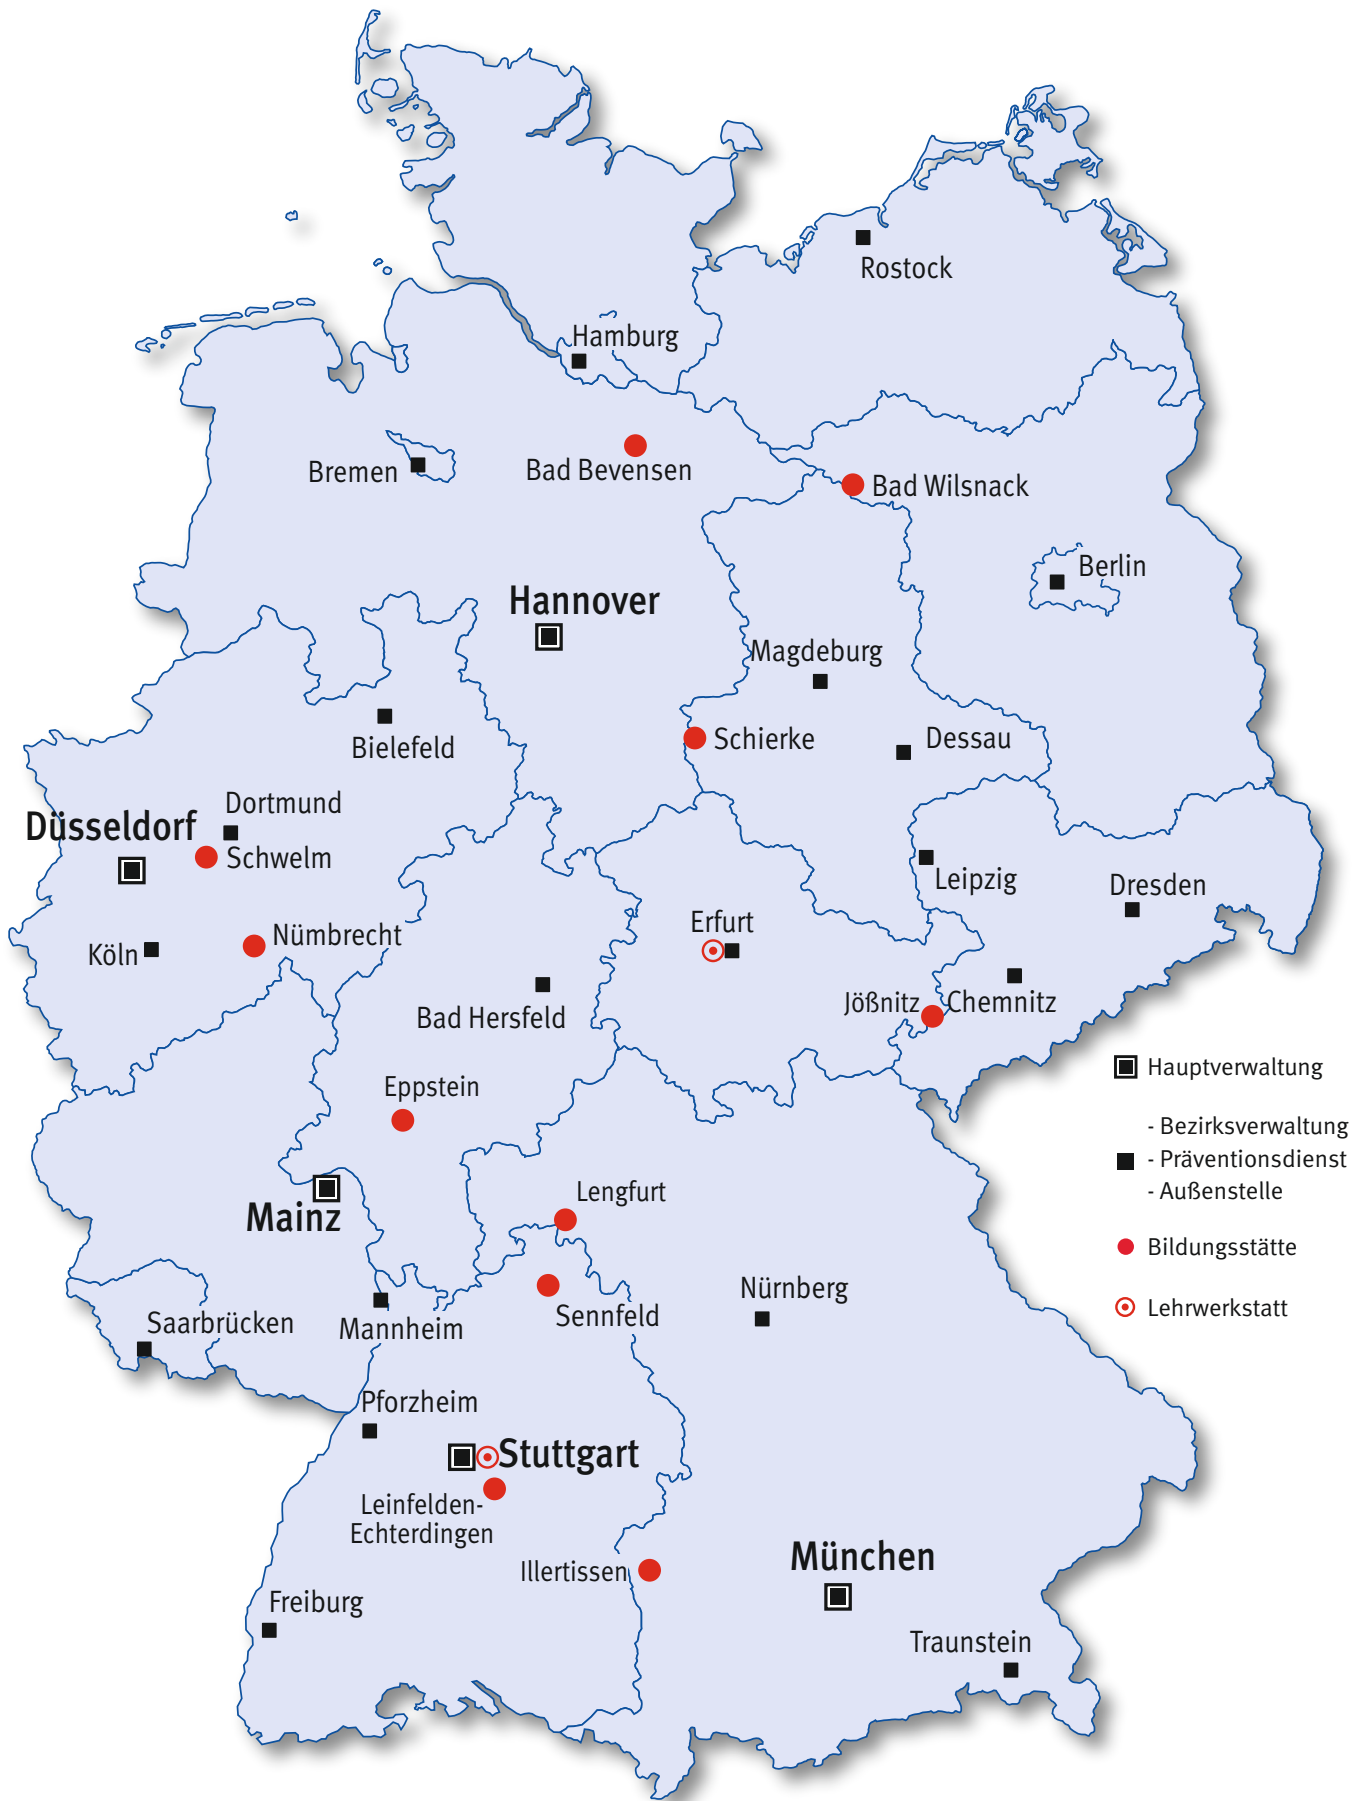 Rostock
Hamburg
Bremen
Bad Bevensen
Bad Wilsnack
Berlin
Hannover
Magdeburg
Bielefeld
Schierke
Dessau
Dortmund
Düsseldorf
Schwelm
Leipzig
Dresden
Erfurt
Nümbrecht
Köln
Jößnitz
Chemnitz
Bad Hersfeld
Eppstein
Mainz
Lengfurt
Nürnberg
Sennfeld
Saarbrücken
Mannheim
Pforzheim
Stuttgart
Leinfelden-
Echterdingen
Illertissen
München
Freiburg
Traunstein
Hauptverwaltung
- Bezirksverwaltung
- Präventionsdienst
- Außenstelle
Bildungsstätte
Lehrwerkstatt